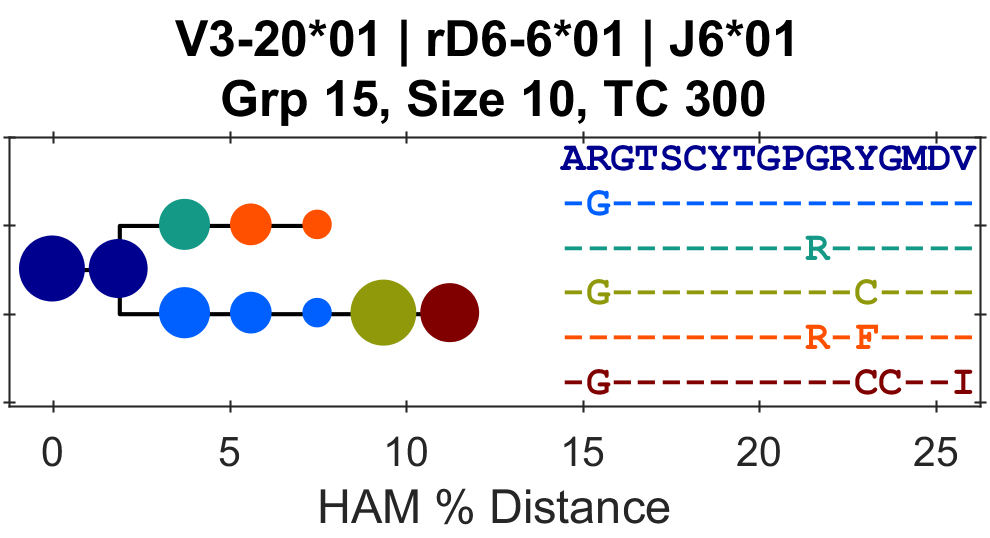 V3-20*01 | rD6-6*01 | J6*01
Grp 15, Size 10, TC 300
ARGTSCYTGPGRYGMDV
-G---------------
----------R------
-G----------C----
----------R-F----
-G----------CC--I
0 5 10 15 20 25
HAM % Distance